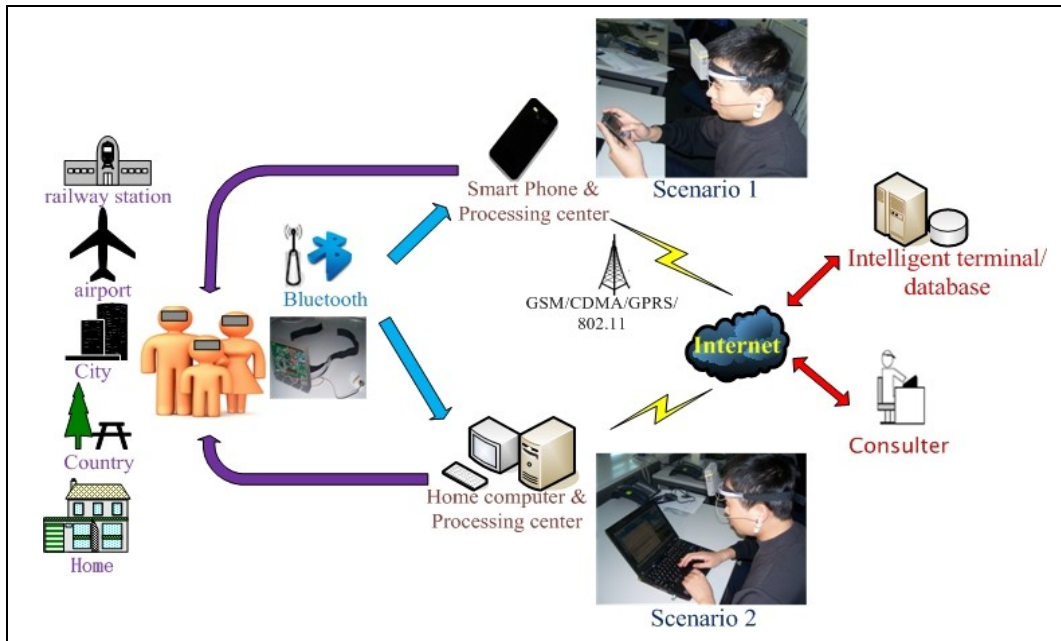 railway station
airport
City
Country
Home
Bluetooth
Smart Phone &
Processing center
Scenario 1
GSM/CDMA/GPRS/
802.11
Internet
Intelligent terminal/
database
Consulter
Home computer &
Processing center
Scenario 2